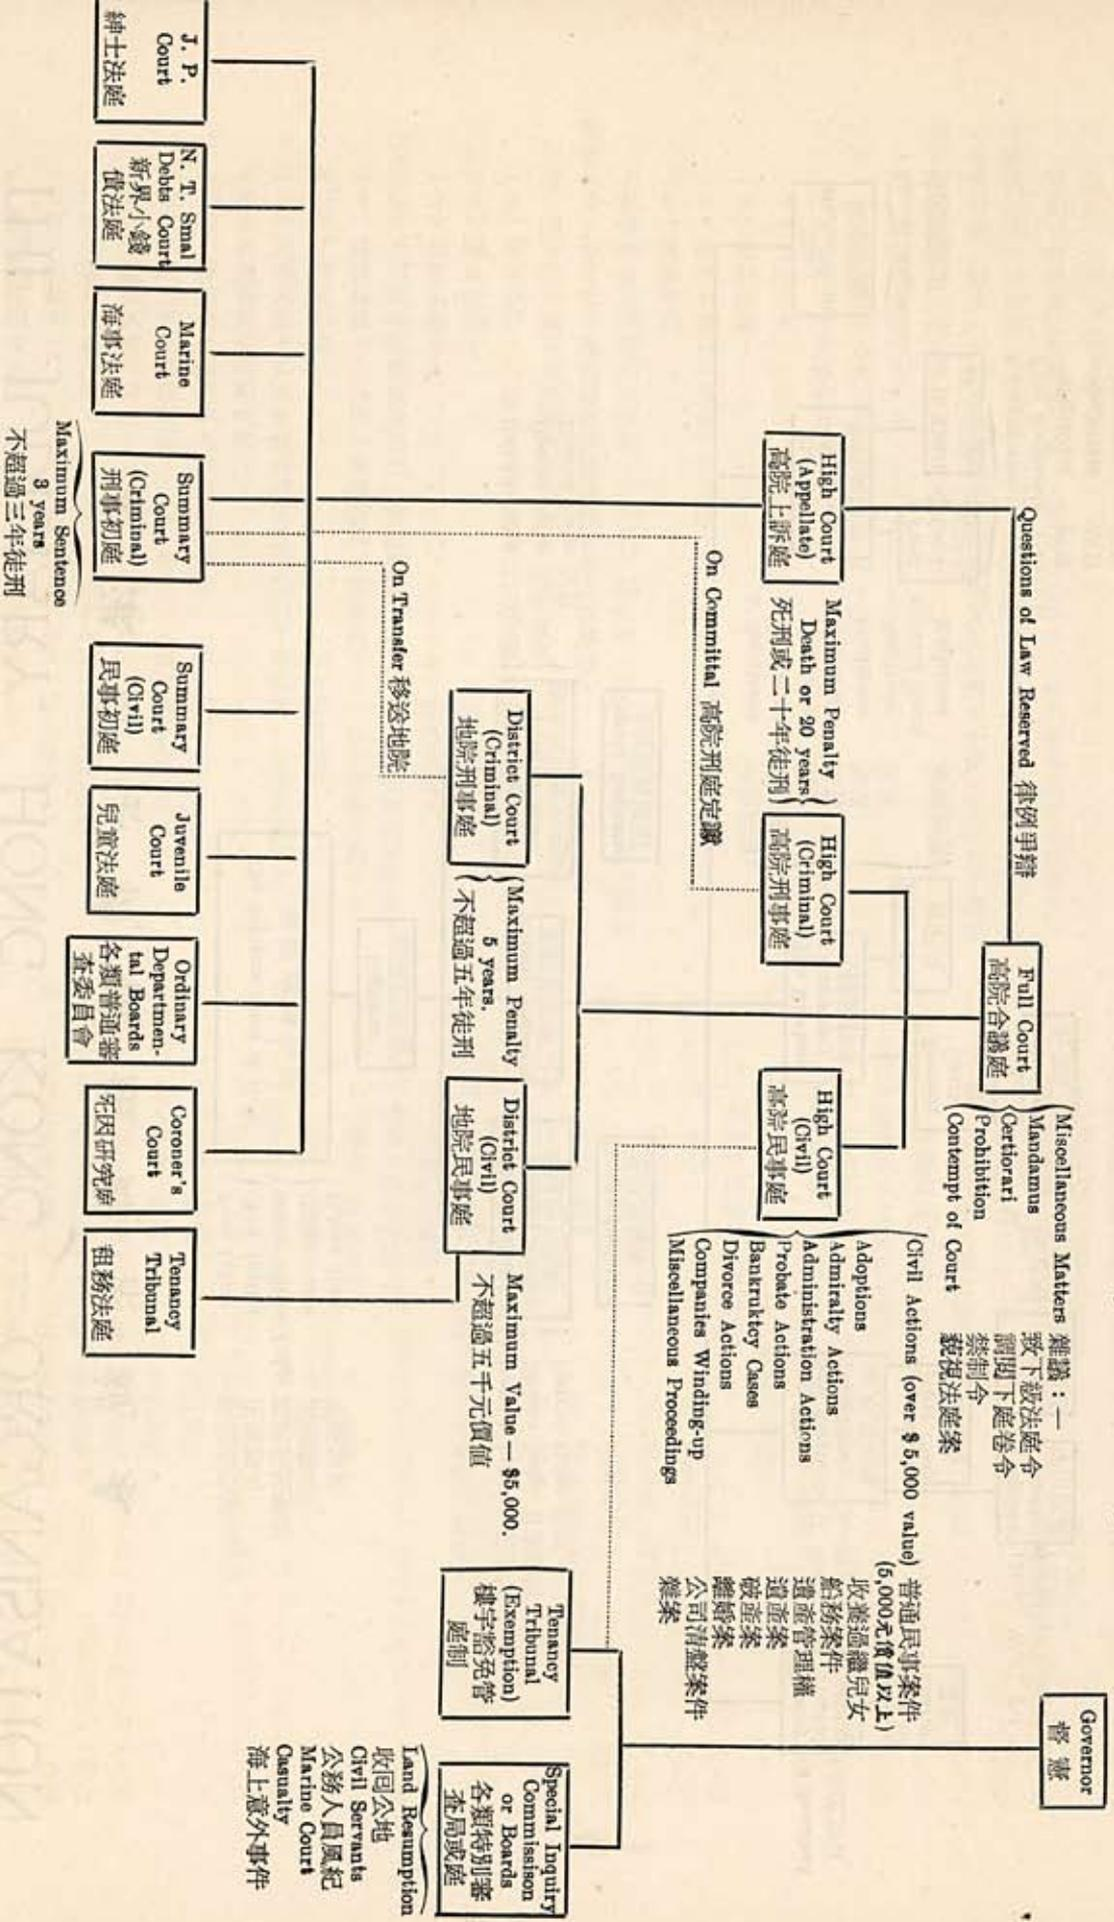 Governor
督憲
Questions of Law Reserved 律例爭辯
Full Court
高院合議庭
Miscellaneous Matters 雜議：—
Mandamus 致下級法庭令
Certiorari 調閱下庭卷令
Prohibition 禁制令
Contempt of Court 藐視法庭案
High Court
(Appellate)
高院上訴庭
Maximum Penalty
Death or 20 years
死刑或二十年徒刑
High Court
(Criminal)
高院刑事庭
High Court
(Civil)
高院民事庭
Civil Actions (over $5,000 value) 普通民事案件
(5,000元價值以上)
Adoptions 收養過繼兒女
Admiralty Actions 船務案件
Administration Actions 遺產管理權
Probate Actions 遺產案
Bankruktcy Cases 破產案
Divorce Actions 離婚案
Companies Winding-up 公司清盤案件
Miscellaneous Proceedings 雜案
On Committal 高院刑庭定讞
On Transfer 移送地院
District Court
(Criminal)
地院刑事庭
Maximum Penalty
5 years.
不超過五年徒刑
District Court
(Civil)
地院民事庭
Maximum Value — $5,000.
不超過五千元價值
Tenancy
Tribunal
(Exemption)
樓宇豁免管
庭制
Special Inquiry
Commissison
or Boards
各類特別審
查局或庭
Land Resumption
收回公地
Civil Servants
公務人員風紀
Marine Court
Casualty
海上意外事件
J. P.
Court
紳士法庭
N. T. Smal
Debts Court
新界小錢
債法庭
Marine
Court
海事法庭
Summary
Court
(Criminal)
刑事初庭
Maximum Sentence
3 years
不超過三年徒刑
Summary
Court
(Civil)
民事初庭
Juvenile
Court
兒童法庭
Ordinary
Departmen-
tal Boards
各類普通審
查委員會
Coroner's
Court
死因研究庭
Tenancy
Tribunal
租務法庭